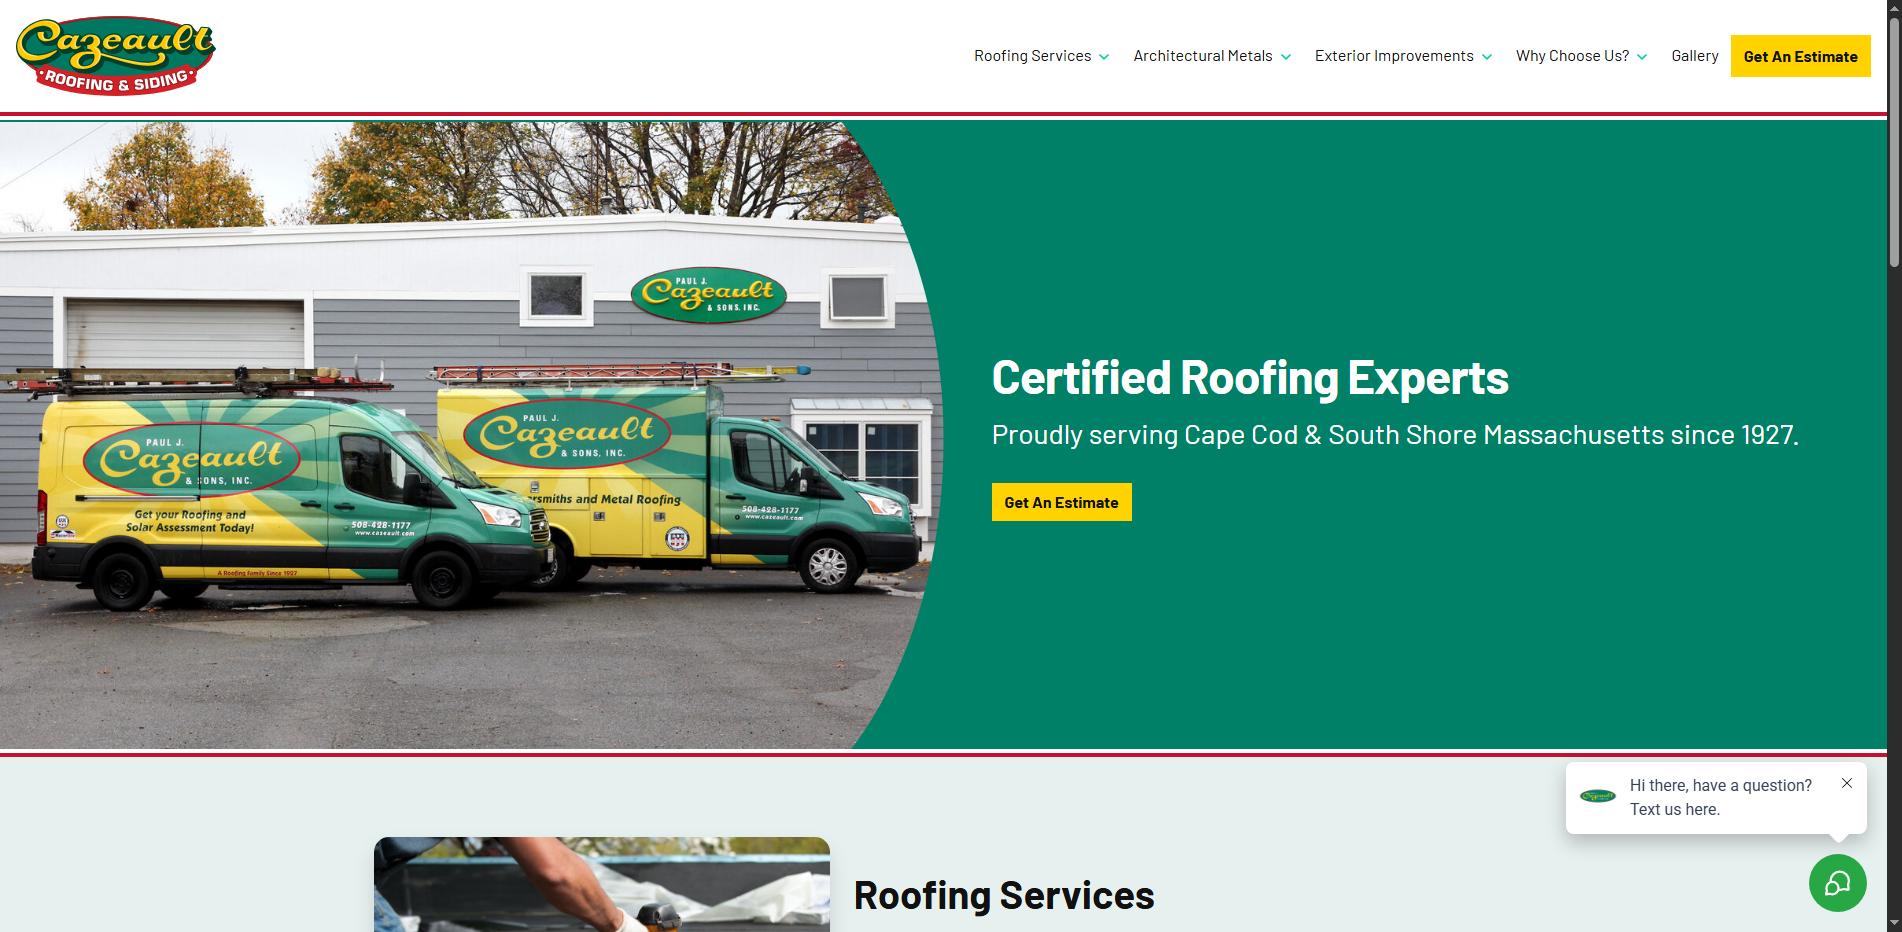 Cazeault
ROOFING & SIDING
Roofing Services
Architectural Metals
Exterior Improvements
Why Choose Us?
Gallery
Get An Estimate
PAUL J.
Cazeault
& SONS, INC.
PAUL J.
Cazeault
& SONS, INC.
Get your Roofing and
Solar Assessment Today!
508-428-1177
www.cazeault.com
A Roofing Family Since 1927
PAUL J.
Cazeault
& SONS, INC.
and Metal Roofing
508-428-1177
www.cazeault.com
Certified Roofing Experts
Proudly serving Cape Cod & South Shore Massachusetts since 1927.
Get An Estimate
Hi there, have a question?
Text us here.
Roofing Services